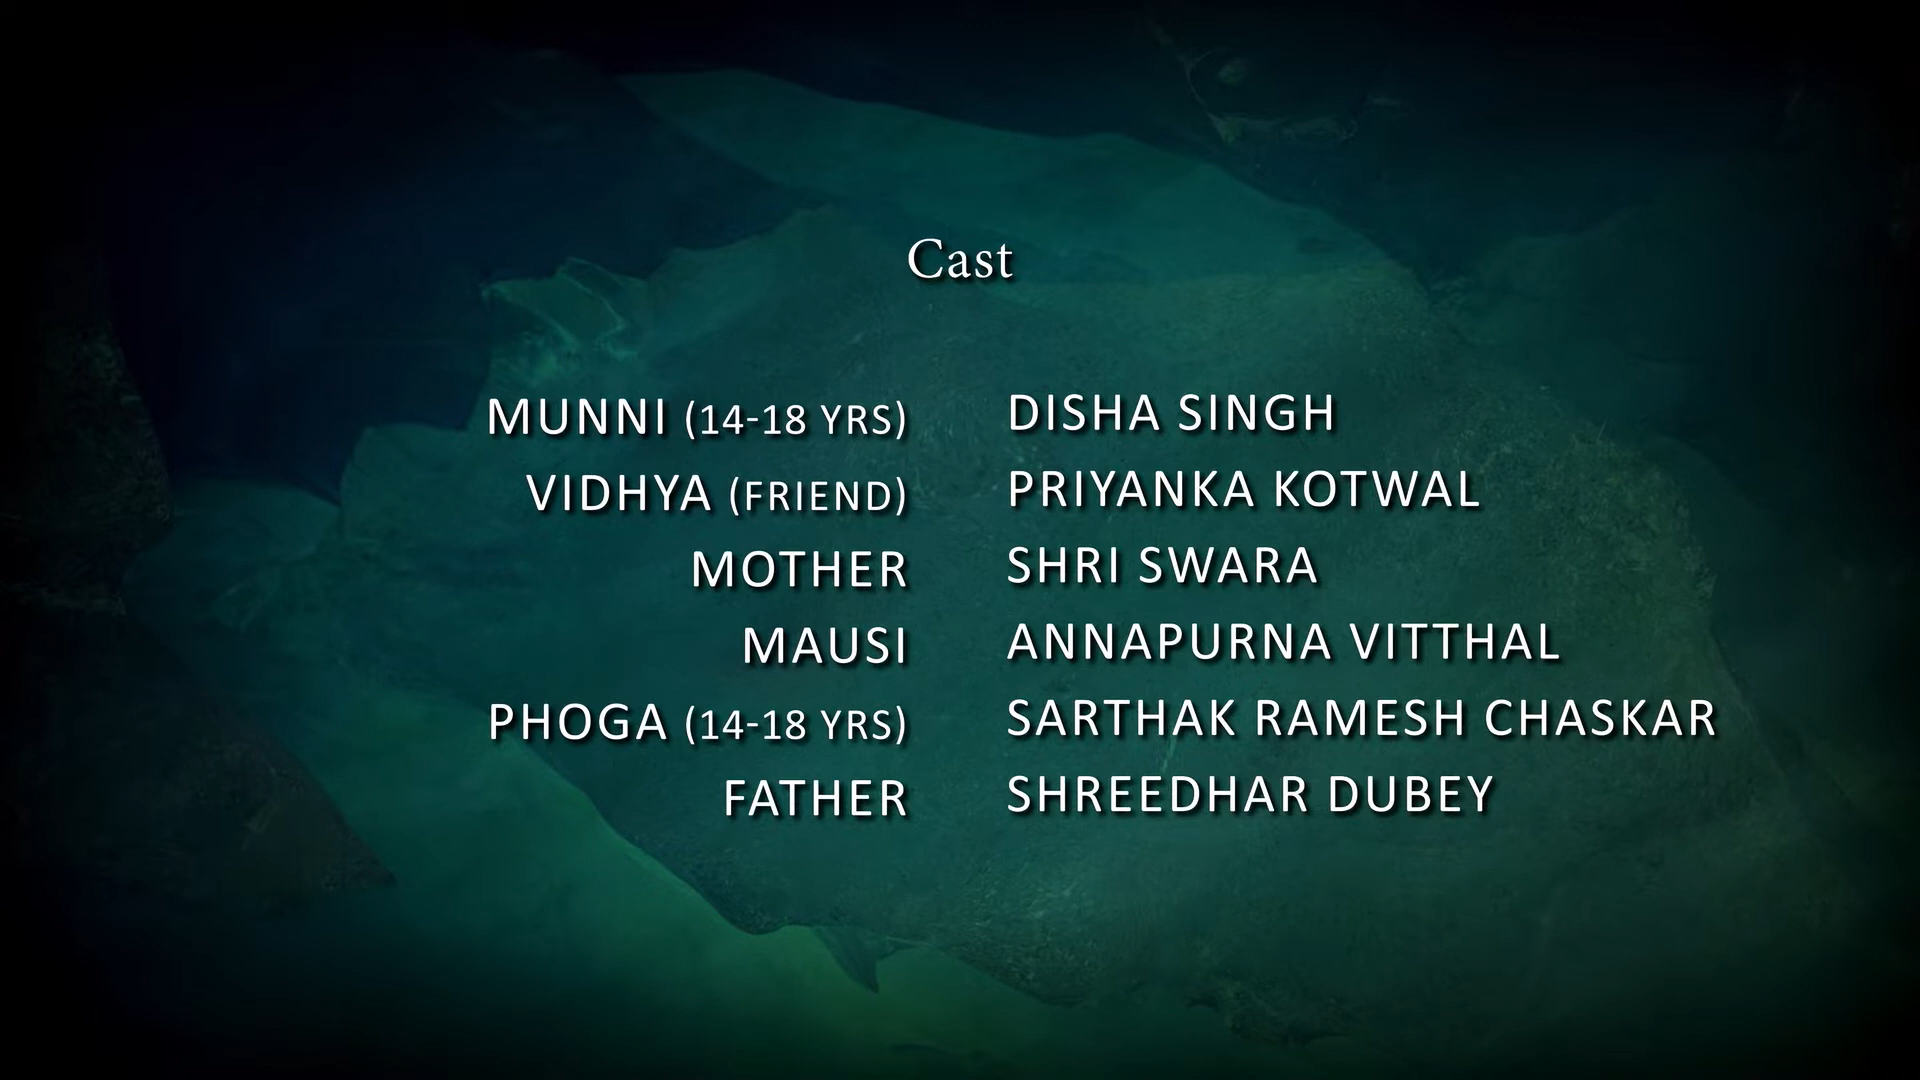 Cast
MUNNI (14-18 YRS) DISHA SINGH
VIDHYA (FRIEND) PRIYANKA KOTWAL
MOTHER SHRI SWARA
MAUSI ANNAPURNA VITTHAL
PHOGA (14-18 YRS) SARTHAK RAMESH CHASKAR
FATHER SHREEDHAR DUBEY